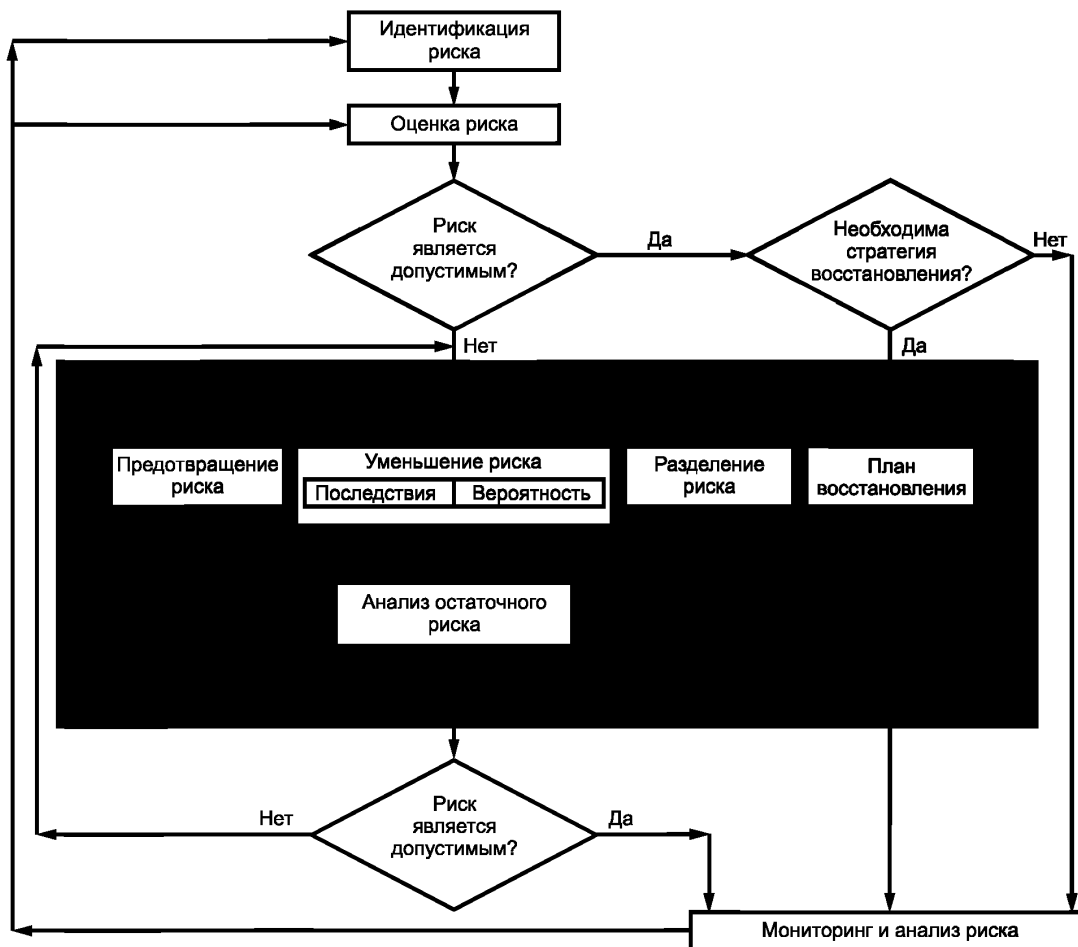 Идентификация
риска
Оценка риска
Риск
является
допустимым?
Да
Необходима
стратегия
восстановления?
Нет
Нет
Да
Предотвращение
риска
Уменьшение риска
Последствия
Вероятность
Разделение
риска
План
восстановления
Анализ остаточного
риска
Нет
Риск
является
допустимым?
Да
Мониторинг и анализ риска